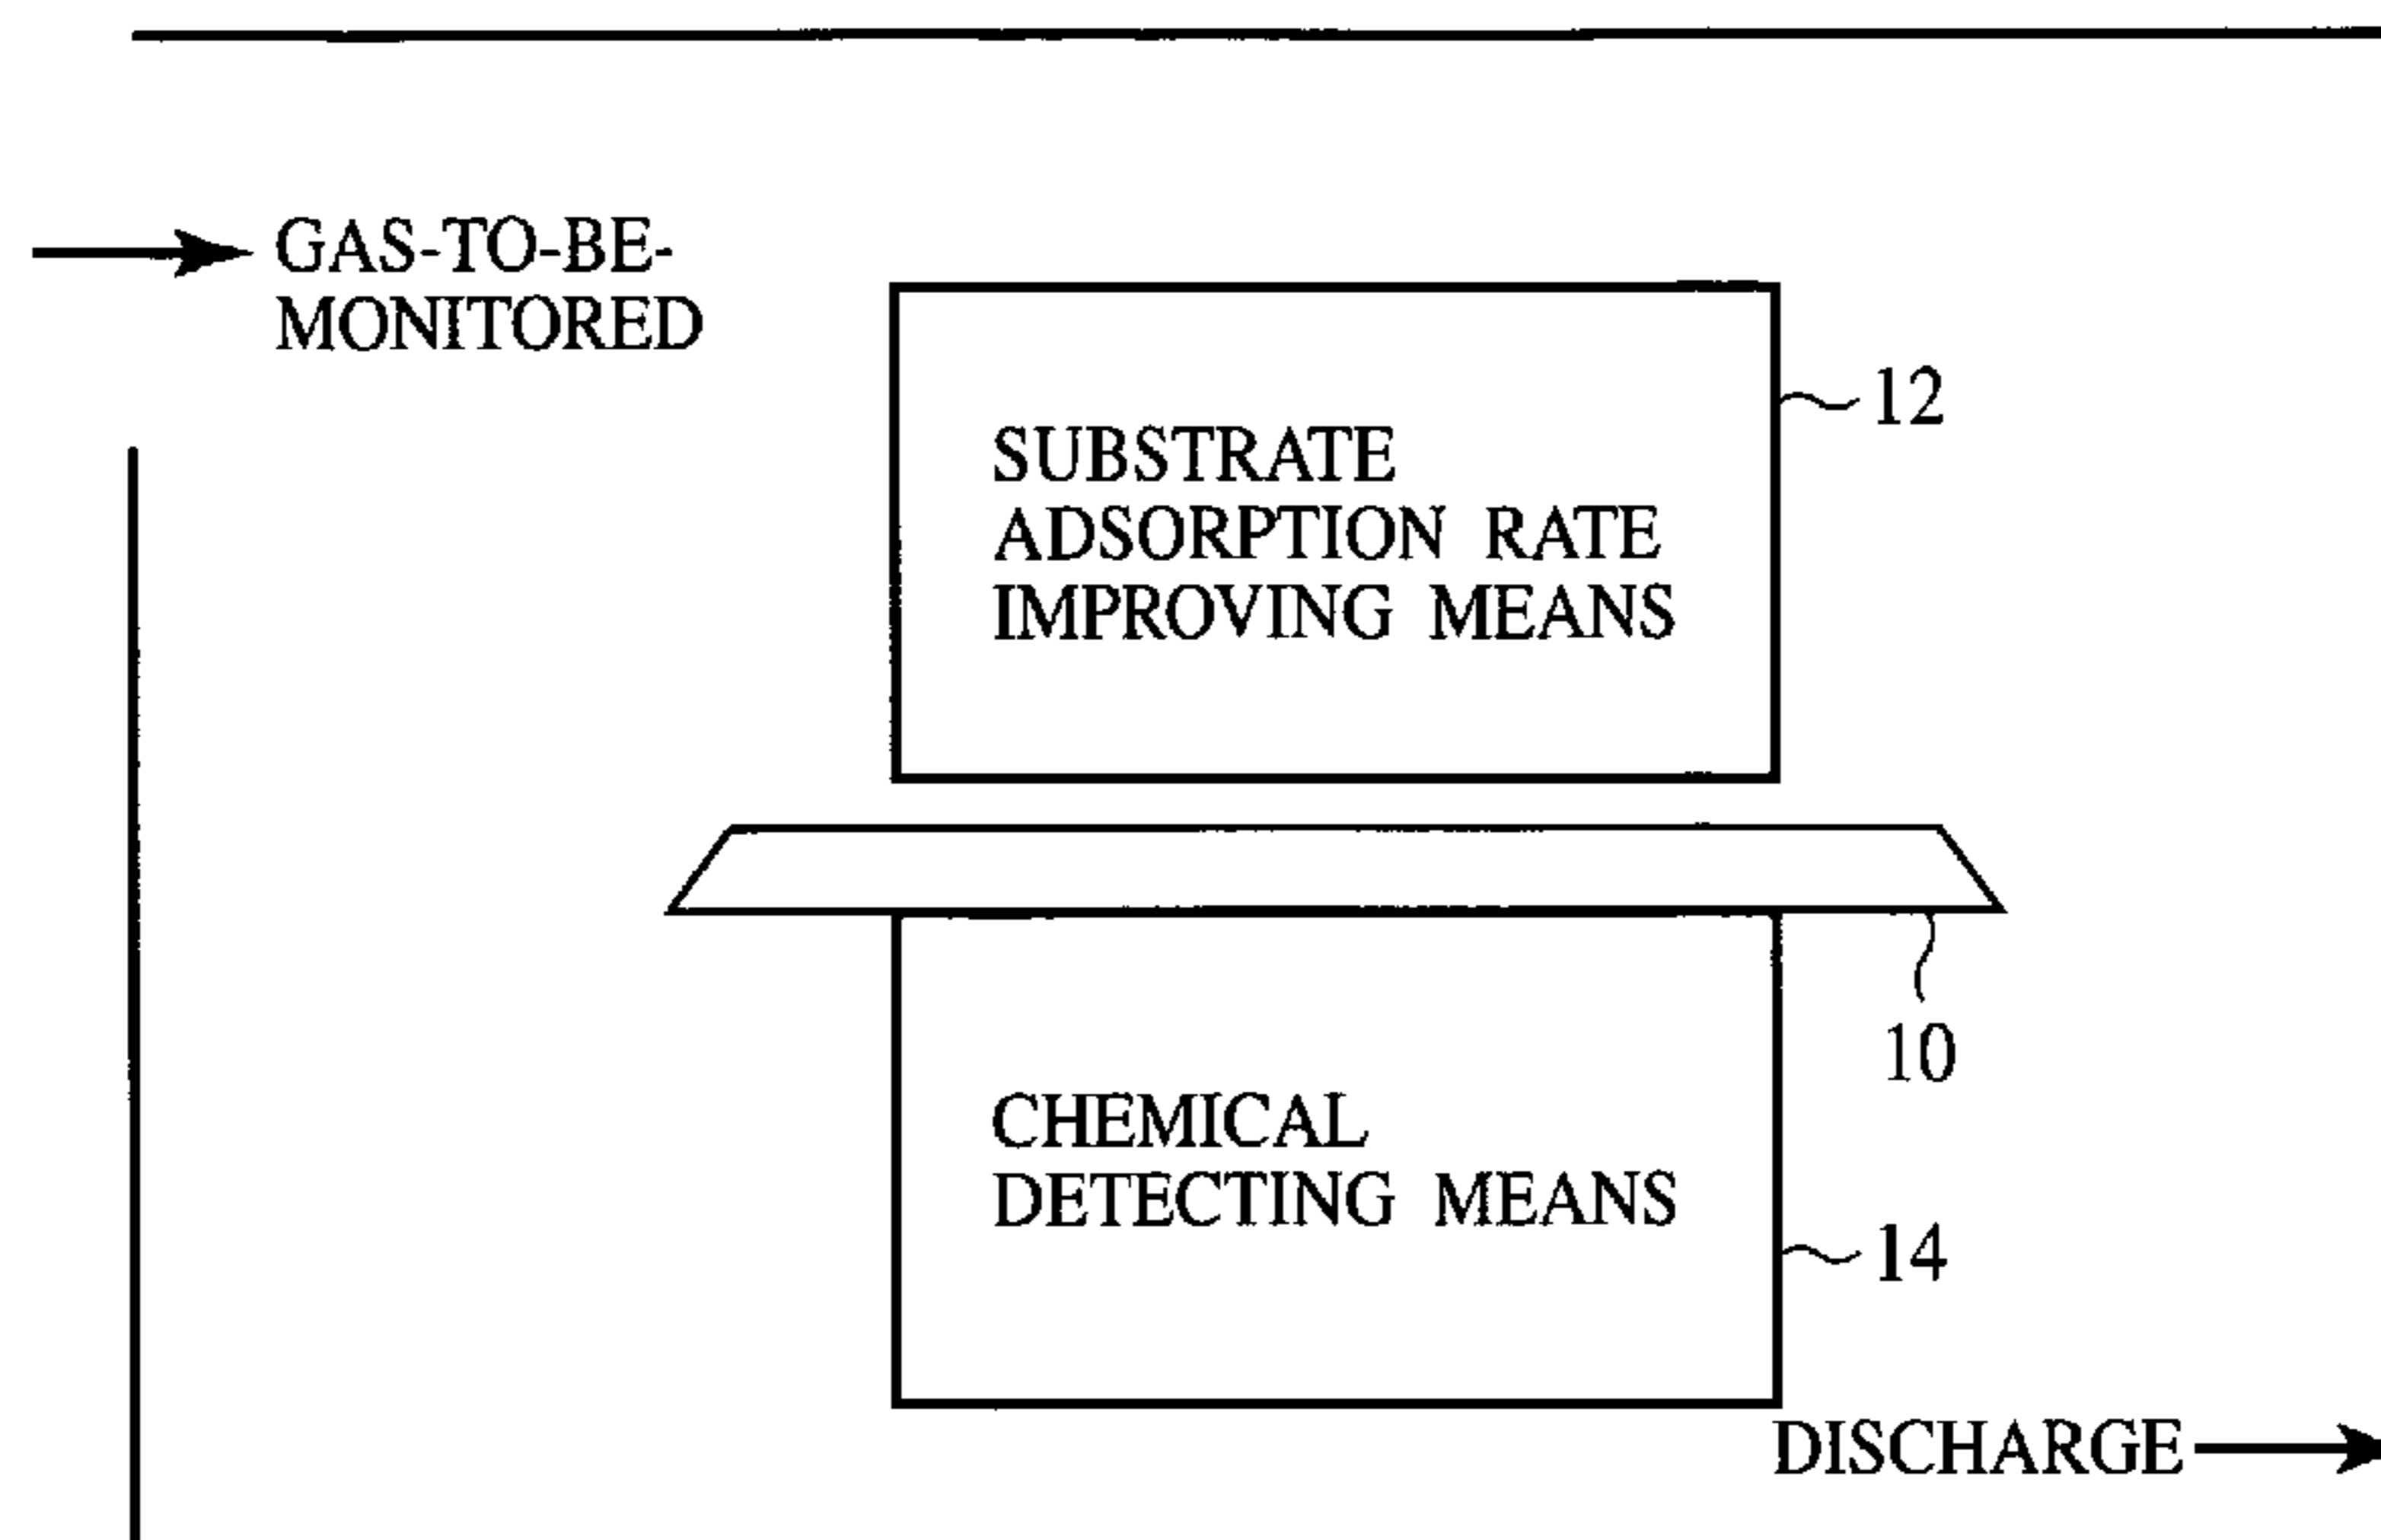 GAS-TO-BE-
MONITORED
12
SUBSTRATE
ADSORPTION RATE
IMPROVING MEANS
10
CHEMICAL
DETECTING MEANS
14
DISCHARGE